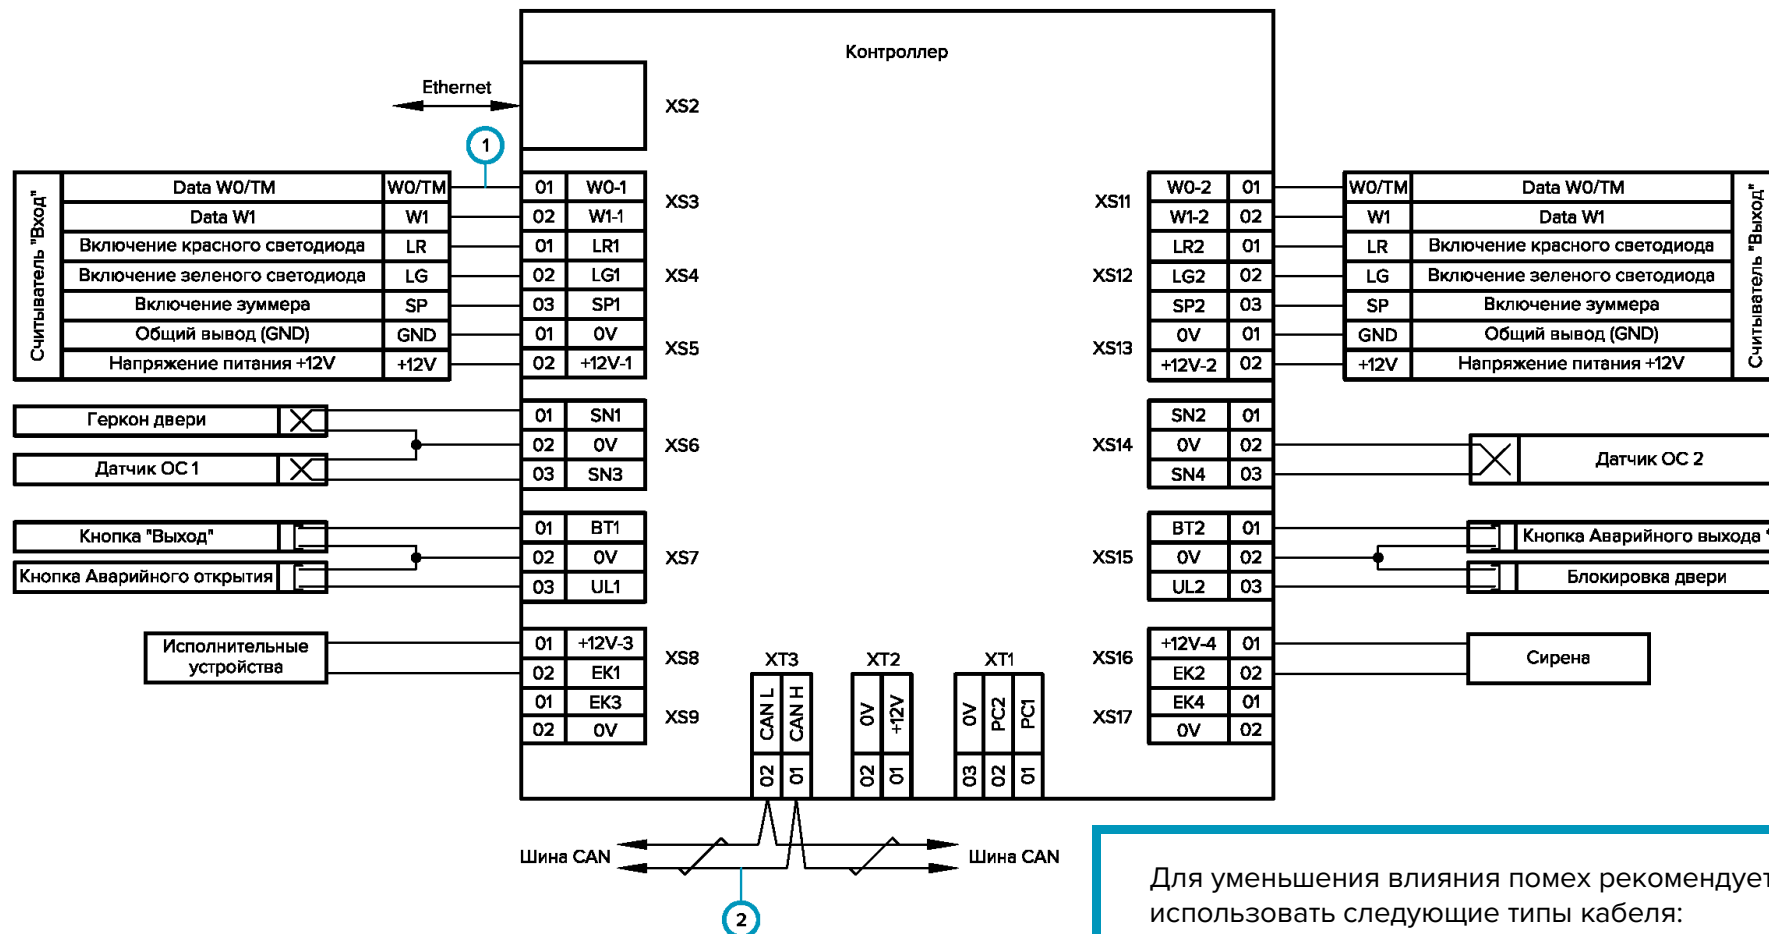 Контроллер
Ethernet
XS2
1
Считыватель "Вход"
Data W0/TM W0/TM 01 W0-1
Data W1 W1 02 W1-1
XS3
Включение красного светодиода LR 01 LR1
Включение зеленого светодиода LG 02 LG1
XS4
Включение зуммера SP 03 SP1
Общий вывод (GND) GND 01 0V
XS5
Напряжение питания +12V +12V 02 +12V-1
Геркон двери 01 SN1
02 0V XS6
Датчик ОС 1 03 SN3
Кнопка "Выход" 01 BT1
02 0V XS7
Кнопка Аварийного открытия 03 UL1
Исполнительные
устройства
01 +12V-3
XS8
02 EK1
01 EK3
XS9
02 0V
XT3 XT2 XT1
CAN L CAN H 0V +12V 0V PC2 PC1
02 01 02 01 03 02 01
XS11
W0-2 01 W0/TM Data W0/TM
W1-2 02 W1 Data W1
LR2 01 LR Включение красного светодиода
XS12 LG2 02 LG Включение зеленого светодиода
SP2 03 SP Включение зуммера
XS13
0V 01 GND Общий вывод (GND)
+12V-2 02 +12V Напряжение питания +12V
Считыватель "Выход"
SN2 01
XS14 0V 02
SN4 03
Датчик ОС 2
BT2 01 Кнопка Аварийного выхода
XS15 0V 02
UL2 03 Блокировка двери
XS16
+12V-4 01
EK2 02
Сирена
XS17
EK4 01
0V 02
Шина CAN Шина CAN
2
Для уменьшения влияния помех рекомендует
использовать следующие типы кабеля: